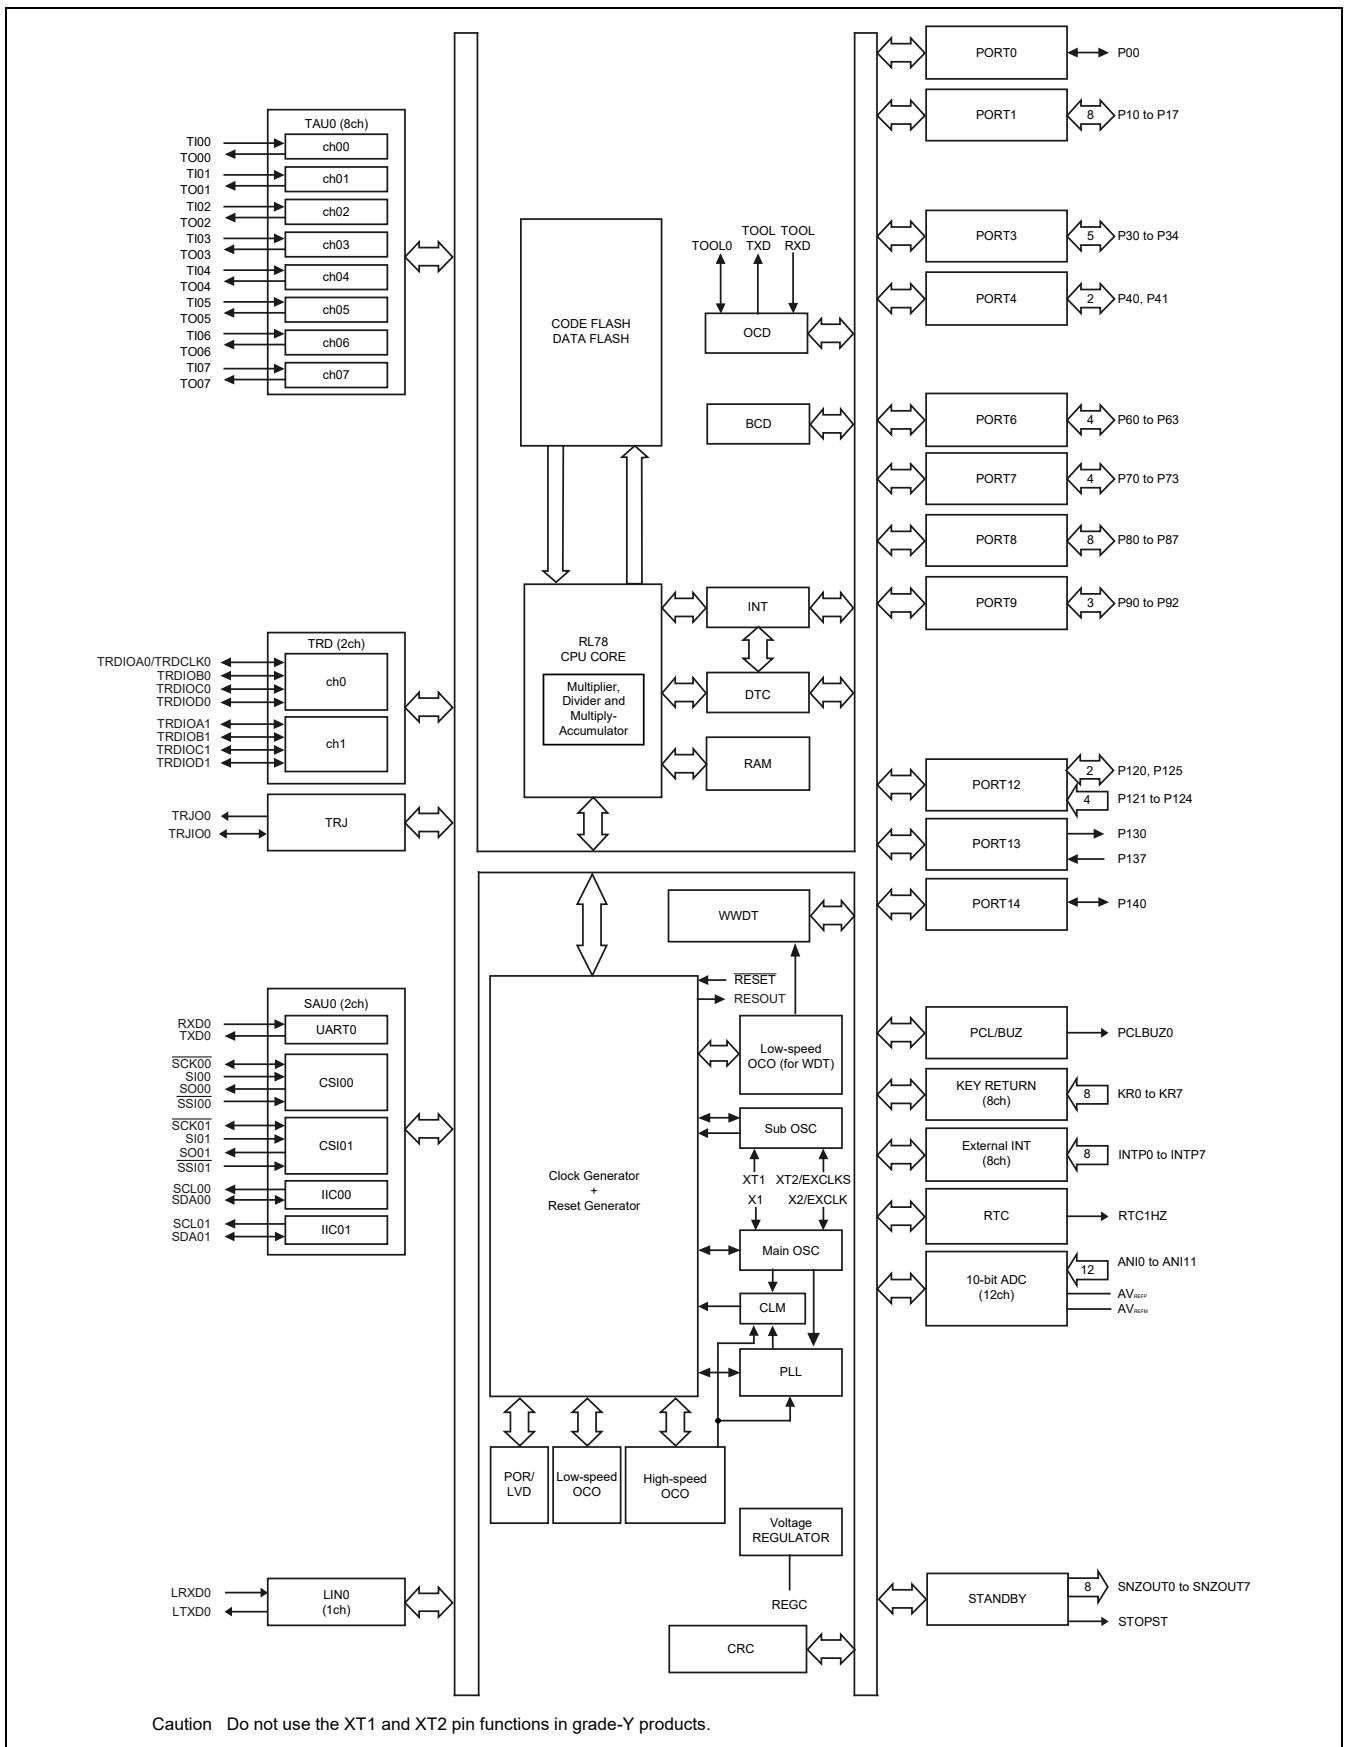 TAU0 (8ch)
TI00
TO00
ch00
TI01
TO01
ch01
TI02
TO02
ch02
TI03
TO03
ch03
TI04
TO04
ch04
TI05
TO05
ch05
TI06
TO06
ch06
TI07
TO07
ch07
TRD (2ch)
TRDIOA0/TRDCLK0
TRDIOB0
TRDIOC0
TRDIOD0
ch0
TRDIOA1
TRDIOB1
TRDIOC1
TRDIOD1
ch1
TRJO0
TRJIO0
TRJ
SAU0 (2ch)
RXD0
TXD0
UART0
SCK00
SI00
SO00
SSI00
CSI00
SCK01
SI01
SO01
SSI01
CSI01
SCL00
SDA00
IIC00
SCL01
SDA01
IIC01
LRXD0
LTXD0
LIN0
(1ch)
CODE FLASH
DATA FLASH
TOOL0
TOOL
TXD
TOOL
RXD
OCD
BCD
RL78
CPU CORE
Multiplier,
Divider and
Multiply-
Accumulator
INT
DTC
RAM
WWDT
RESET
RESOUT
Low-speed
OCO (for WDT)
Sub OSC
XT1
XT2/EXCLKS
X1
X2/EXCLK
Clock Generator
+
Reset Generator
Main OSC
CLM
PLL
POR/
LVD
Low-speed
OCO
High-speed
OCO
Voltage
REGULATOR
REGC
CRC
PORT0
P00
PORT1
8
P10 to P17
PORT3
5
P30 to P34
PORT4
2
P40, P41
PORT6
4
P60 to P63
PORT7
4
P70 to P73
PORT8
8
P80 to P87
PORT9
3
P90 to P92
PORT12
2
P120, P125
4
P121 to P124
PORT13
P130
P137
PORT14
P140
PCL/BUZ
PCLBUZ0
KEY RETURN
(8ch)
8
KR0 to KR7
External INT
(8ch)
8
INTP0 to INTP7
RTC
RTC1HZ
10-bit ADC
(12ch)
12
ANI0 to ANI11
AVREFP
AVREFM
STANDBY
8
SNZOUT0 to SNZOUT7
STOPST
Caution Do not use the XT1 and XT2 pin functions in grade-Y products.